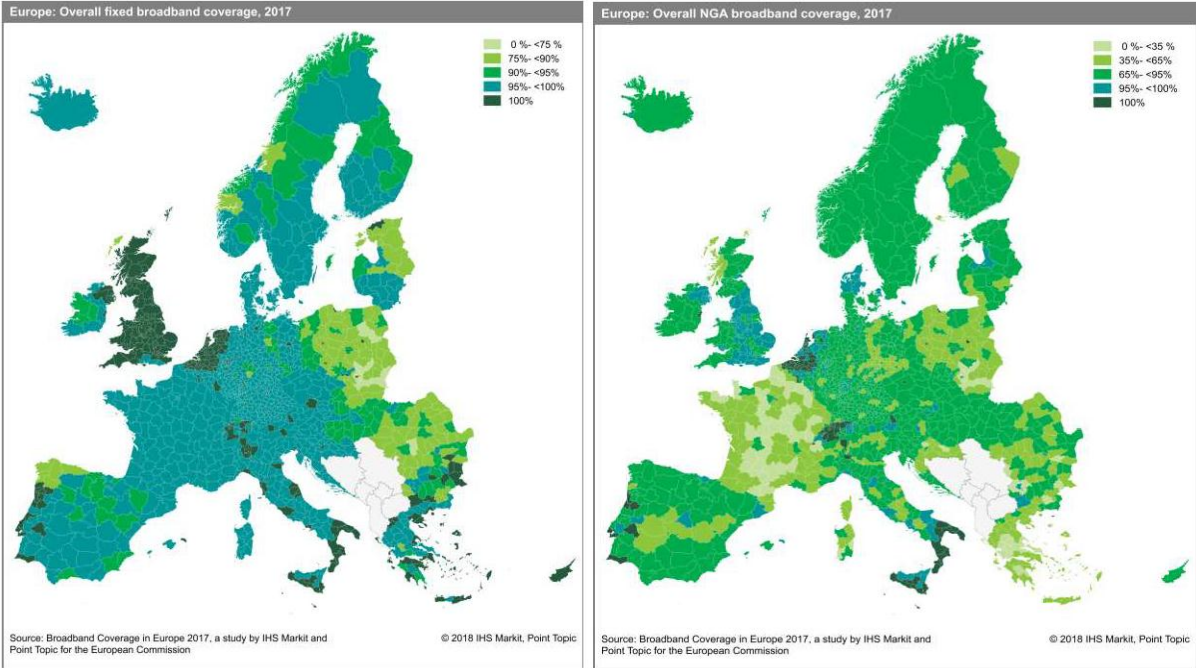 Europe: Overall fixed broadband coverage, 2017
0 %- <75 %
75%- <90%
90%- <95%
95%- <100%
100%
Source: Broadband Coverage in Europe 2017, a study by IHS Markit and
Point Topic for the European Commission
© 2018 IHS Markit, Point Topic
Europe: Overall NGA broadband coverage, 2017
0 %- <35 %
35%- <65%
65%- <95%
95%- <100%
100%
Source: Broadband Coverage in Europe 2017, a study by IHS Markit and
Point Topic for the European Commission
© 2018 IHS Markit, Point Topic